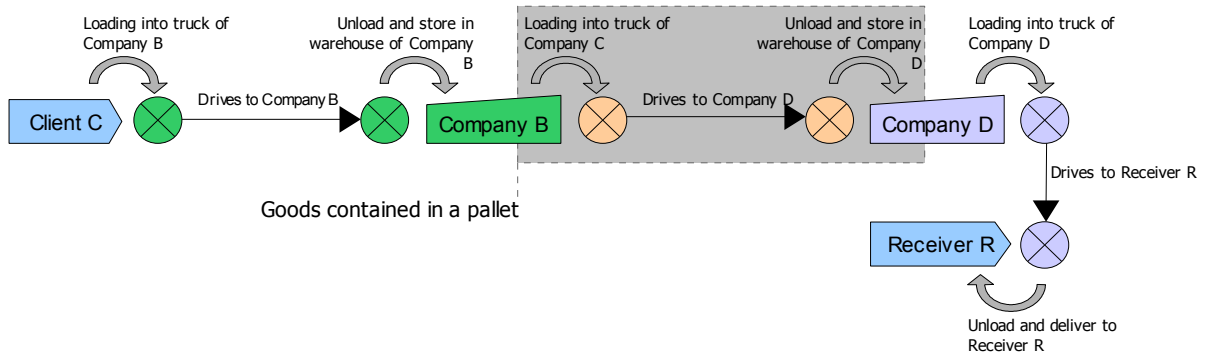 Loading into truck of
Company B
Unload and store in
warehouse of Company
B
Loading into truck of
Company C
Unload and store in
warehouse of Company
D
Loading into truck of
Company D
Client C
Drives to Company B
Company B
Drives to Company D
Company D
Drives to Receiver R
Goods contained in a pallet
Receiver R
Unload and deliver to
Receiver R